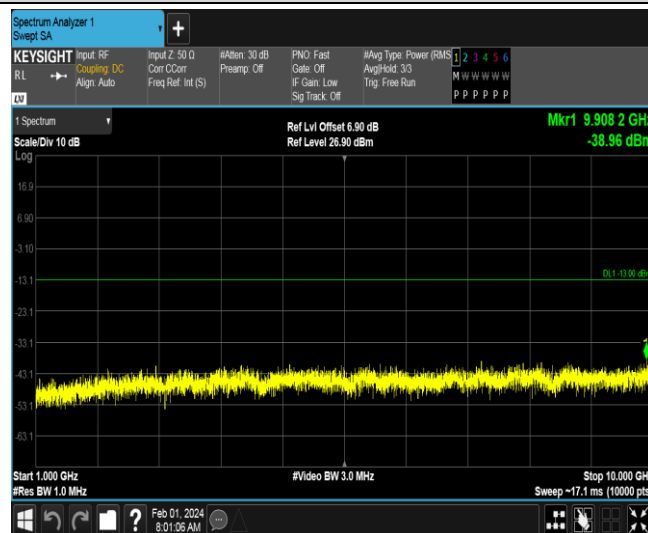 Spectrum Analyzer 1
Swept SA
+
KEYSIGHT Input: RF Input Z: 50 Ω #Atten: 30 dB PNO: Fast #Avg Type: Power (RMS 1 2 3 4 5 6
RL Coupling: DC Corr CCorr Preamp: Off Gate: Off Avg|Hold: 3/3 M W W W W W
Align: Auto Freq Ref: Int (S) IF Gain: Low Trig: Free Run
LXI Sig Track: Off P P P P P P
1 Spectrum Ref Lvl Offset 6.90 dB Mkr1 9.908 2 GHz
Scale/Div 10 dB Ref Level 26.90 dBm -38.96 dBm
Log
16.9
6.90
-3.10
DL1 -13.00 dBm
-13.1
-23.1
-33.1
1
-43.1
-53.1
-63.1
Start 1.000 GHz #Video BW 3.0 MHz Stop 10.000 GH
#Res BW 1.0 MHz Sweep ~17.1 ms (10000 pts
? Feb 01, 2024
8:01:06 AM